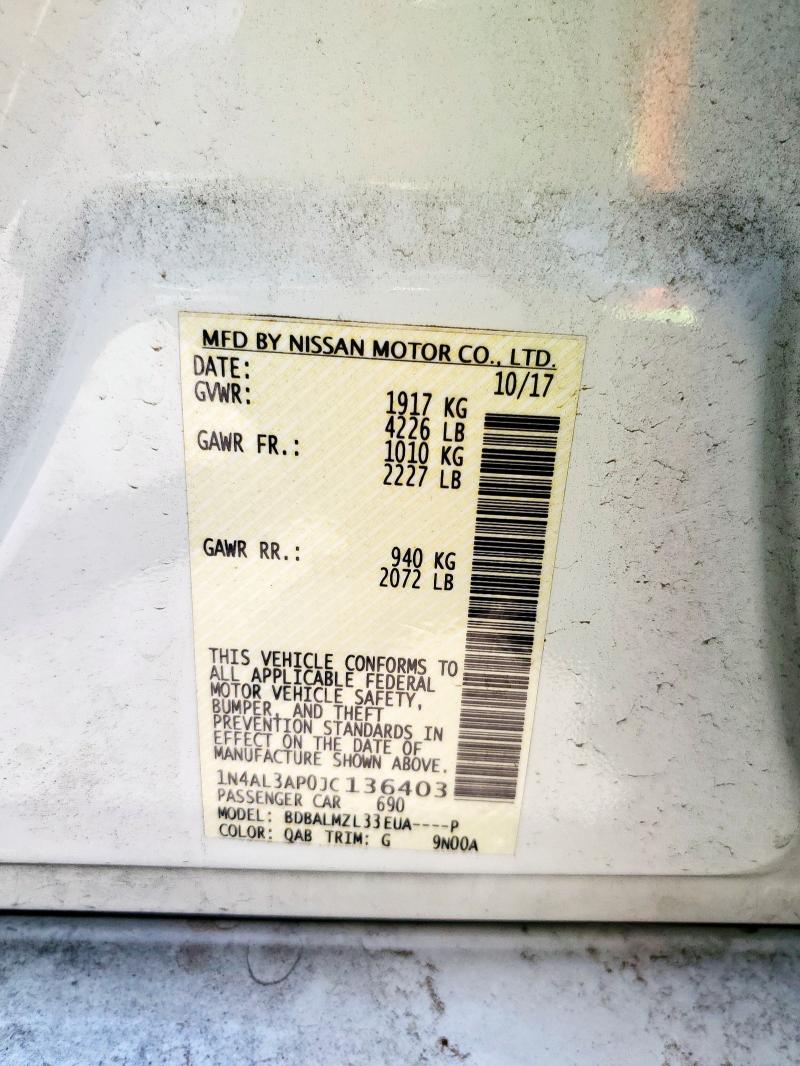 MFD BY NISSAN MOTOR CO., LTD.
DATE: 10/17
GVWR: 1917 KG
4226 LB
GAWR FR.: 1010 KG
2227 LB
GAWR RR.: 940 KG
2072 LB
THIS VEHICLE CONFORMS TO
ALL APPLICABLE FEDERAL
MOTOR VEHICLE SAFETY,
BUMPER, AND THEFT
PREVENTION STANDARDS IN
EFFECT ON THE DATE OF
MANUFACTURE SHOWN ABOVE.
1N4AL3AP0JC136403
PASSENGER CAR 690
MODEL: BDBALMZL33EUA----P
COLOR: QAB TRIM: G 9N00A